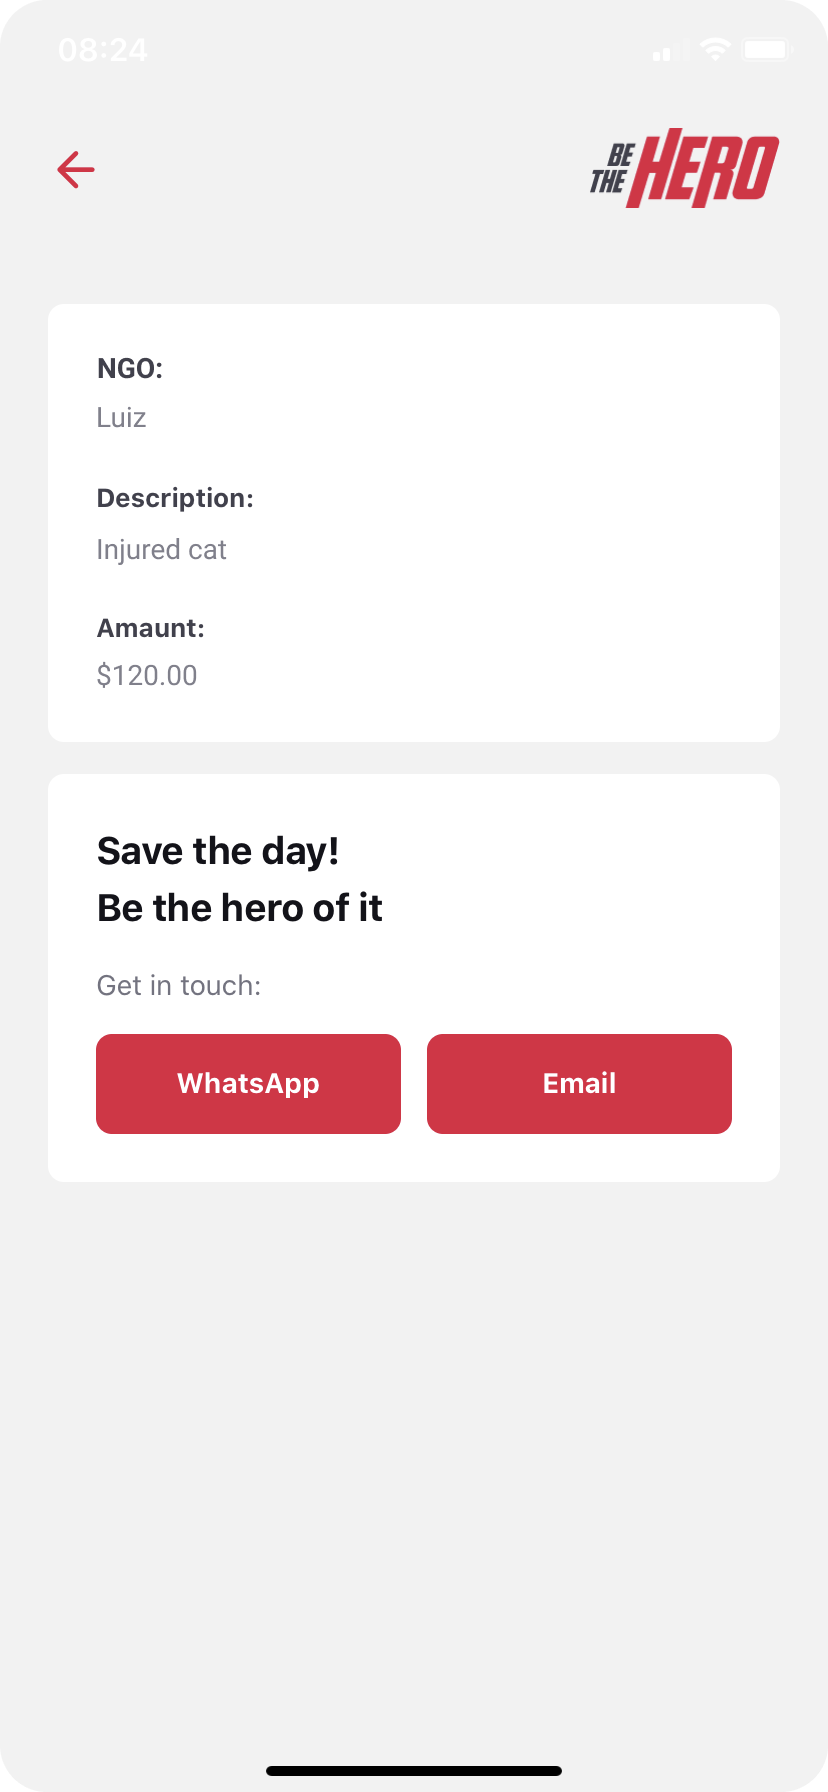 08:24
BE
THE HERO
NGO:
Luiz
Description:
Injured cat
Amaunt:
$120.00
Save the day!
Be the hero of it
Get in touch:
WhatsApp Email